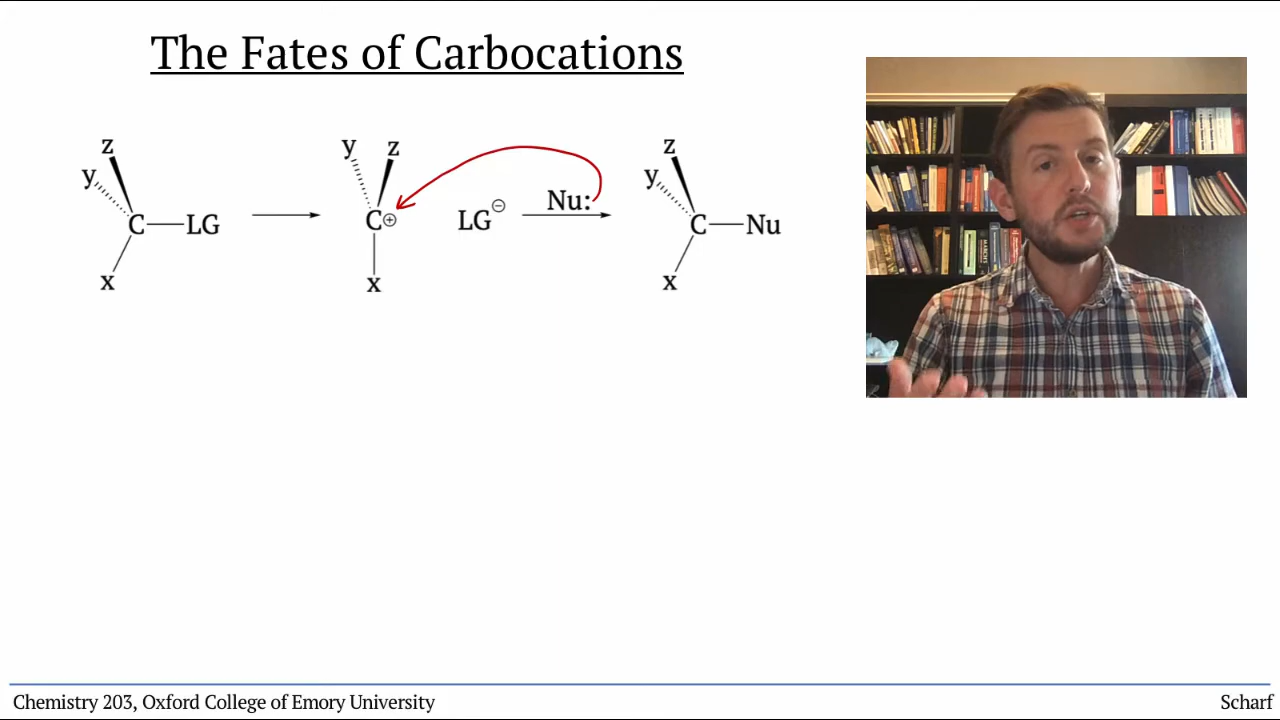 The Fates of Carbocations
z y z z
y Nu: y
C LG C⊕ LG⊖ C Nu
x x x
Chemistry 203, Oxford College of Emory University Scharf